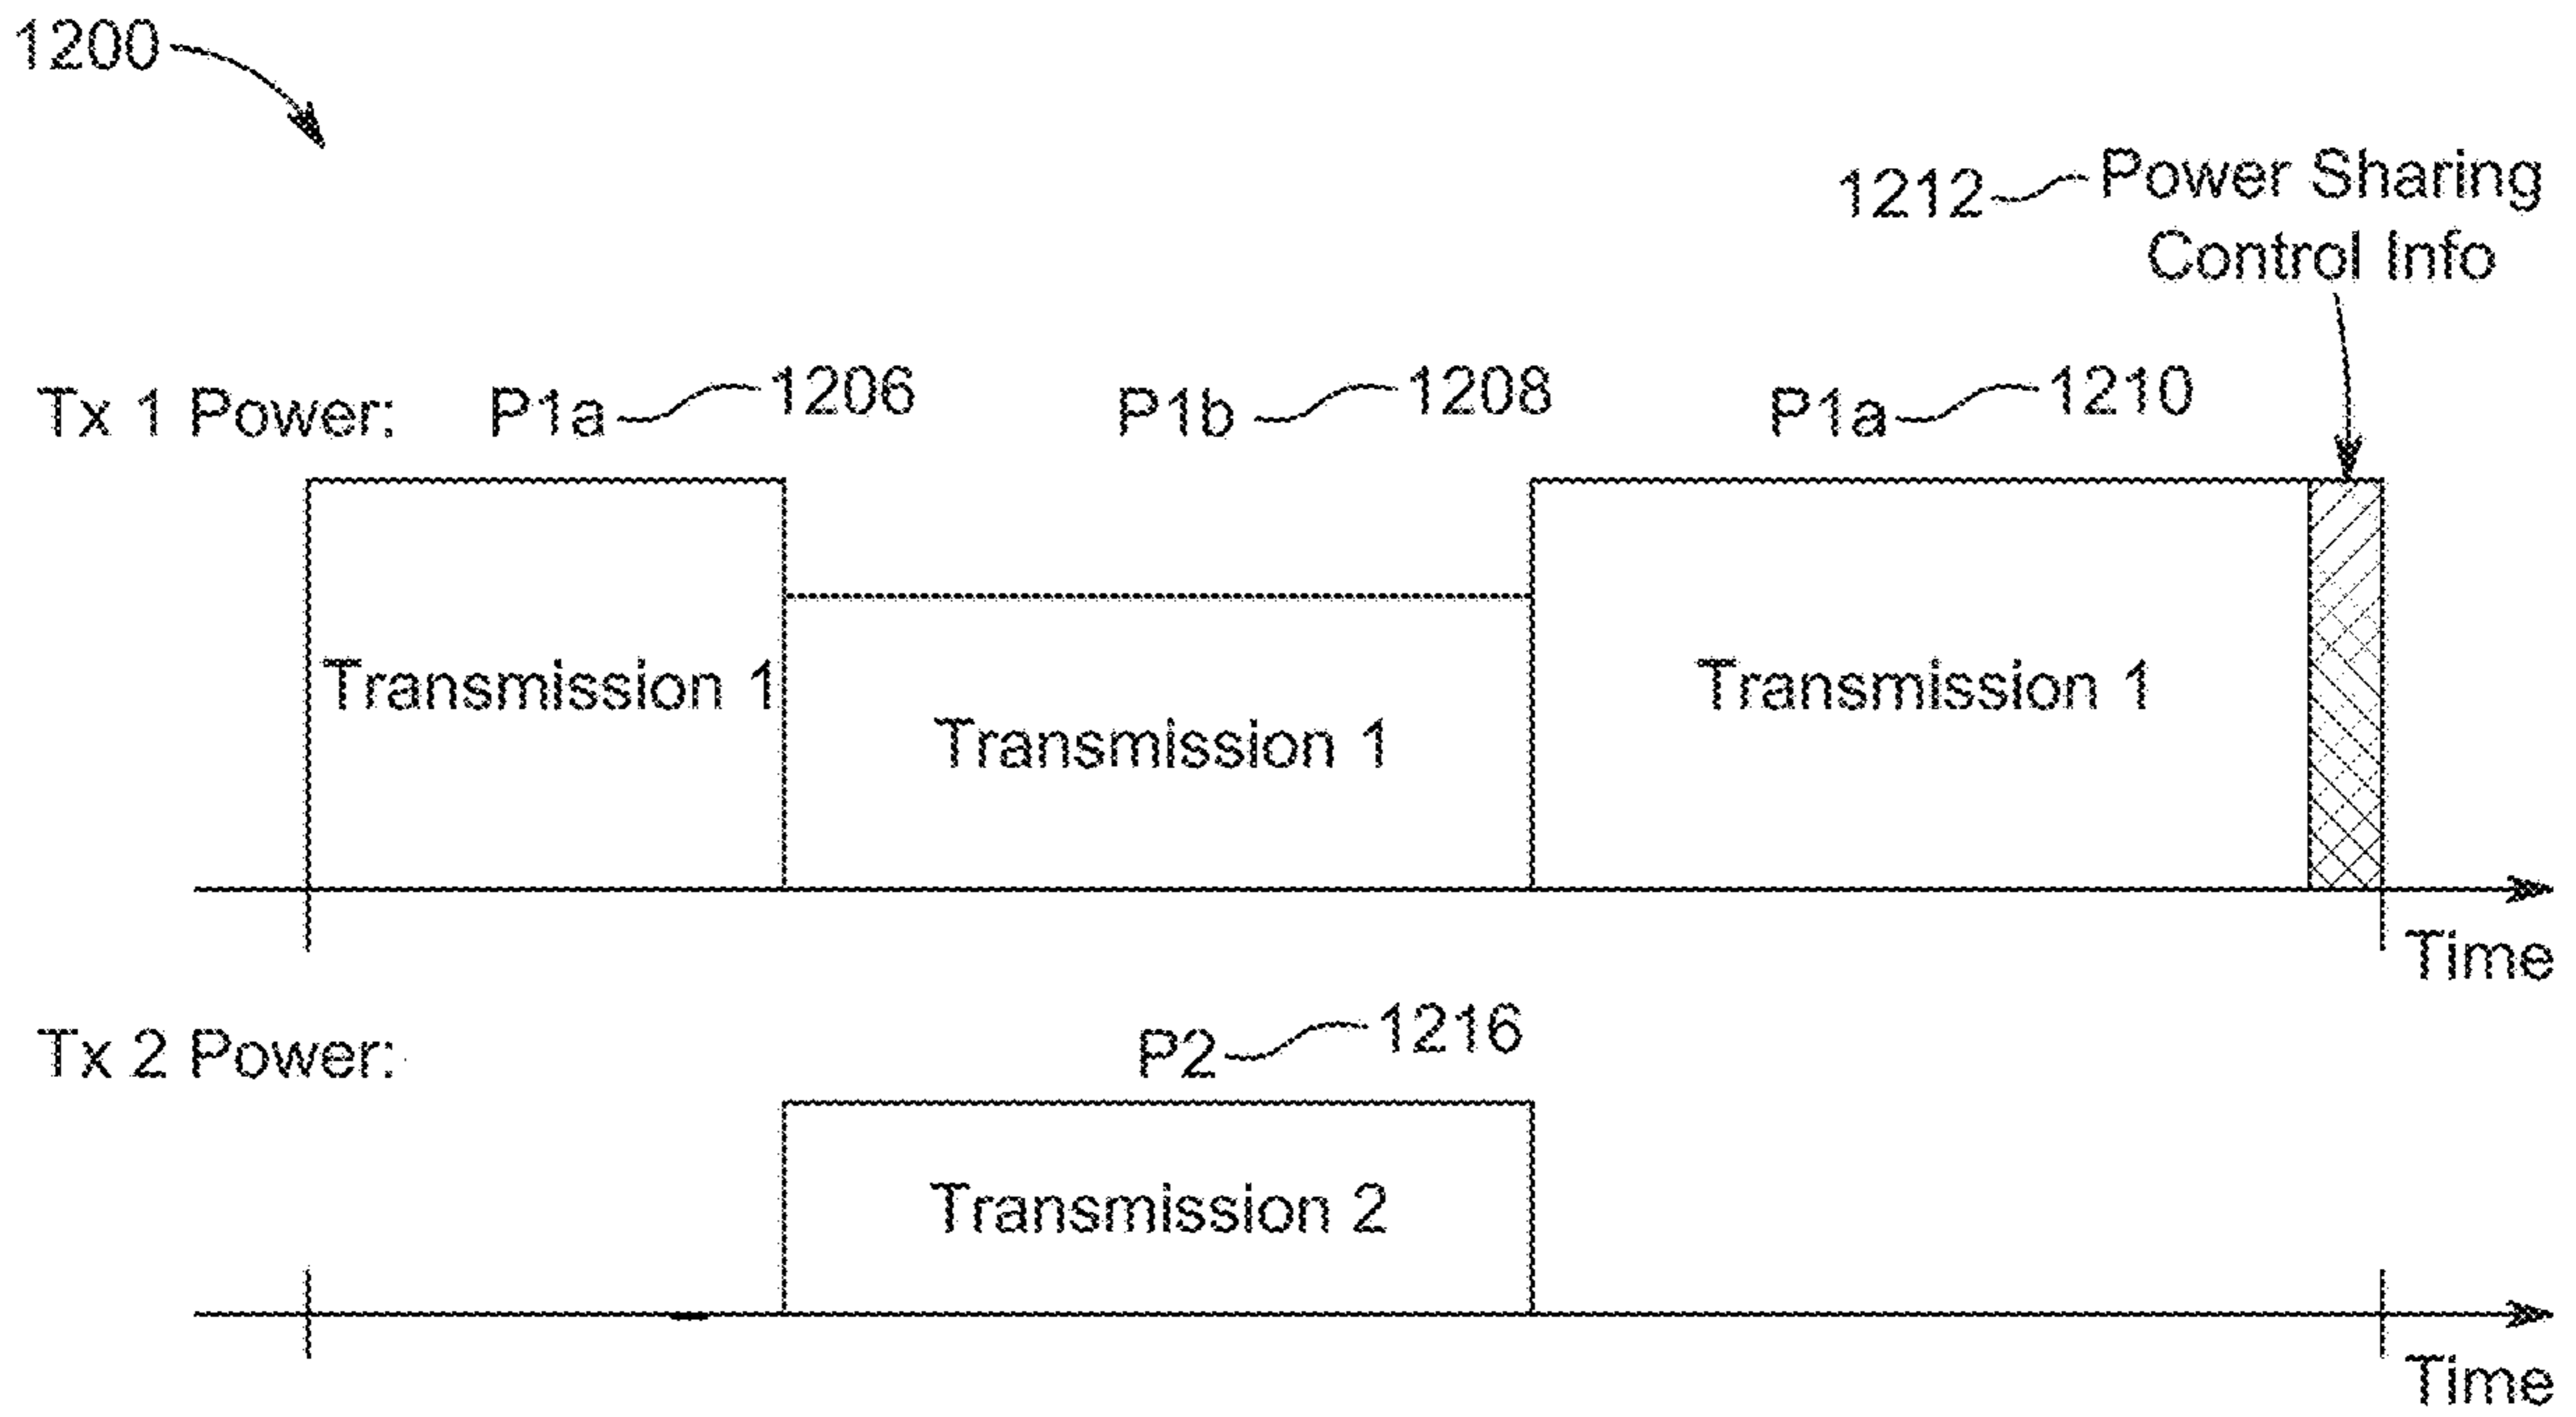 1200
1212 Power Sharing
Control Info
Tx 1 Power: P1a 1206 P1b 1208 P1a 1210
Transmission 1 Transmission 1
Transmission 1
Time
Tx 2 Power: P2 1216
Transmission 2
Time